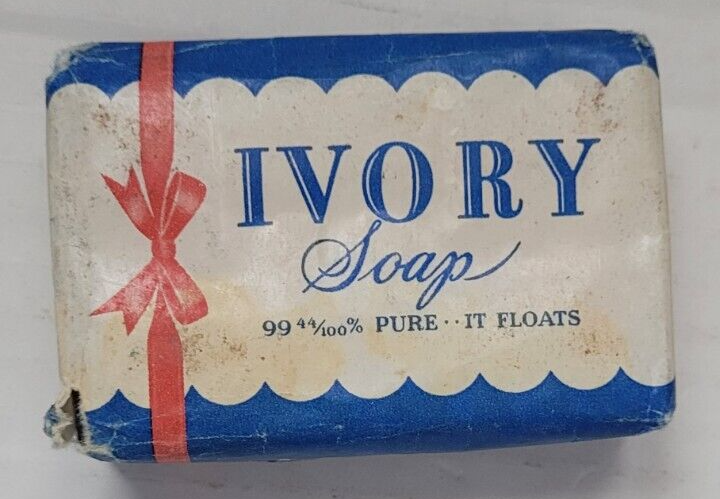 IVORY
Soap
99 44/100% PURE·· IT FLOATS